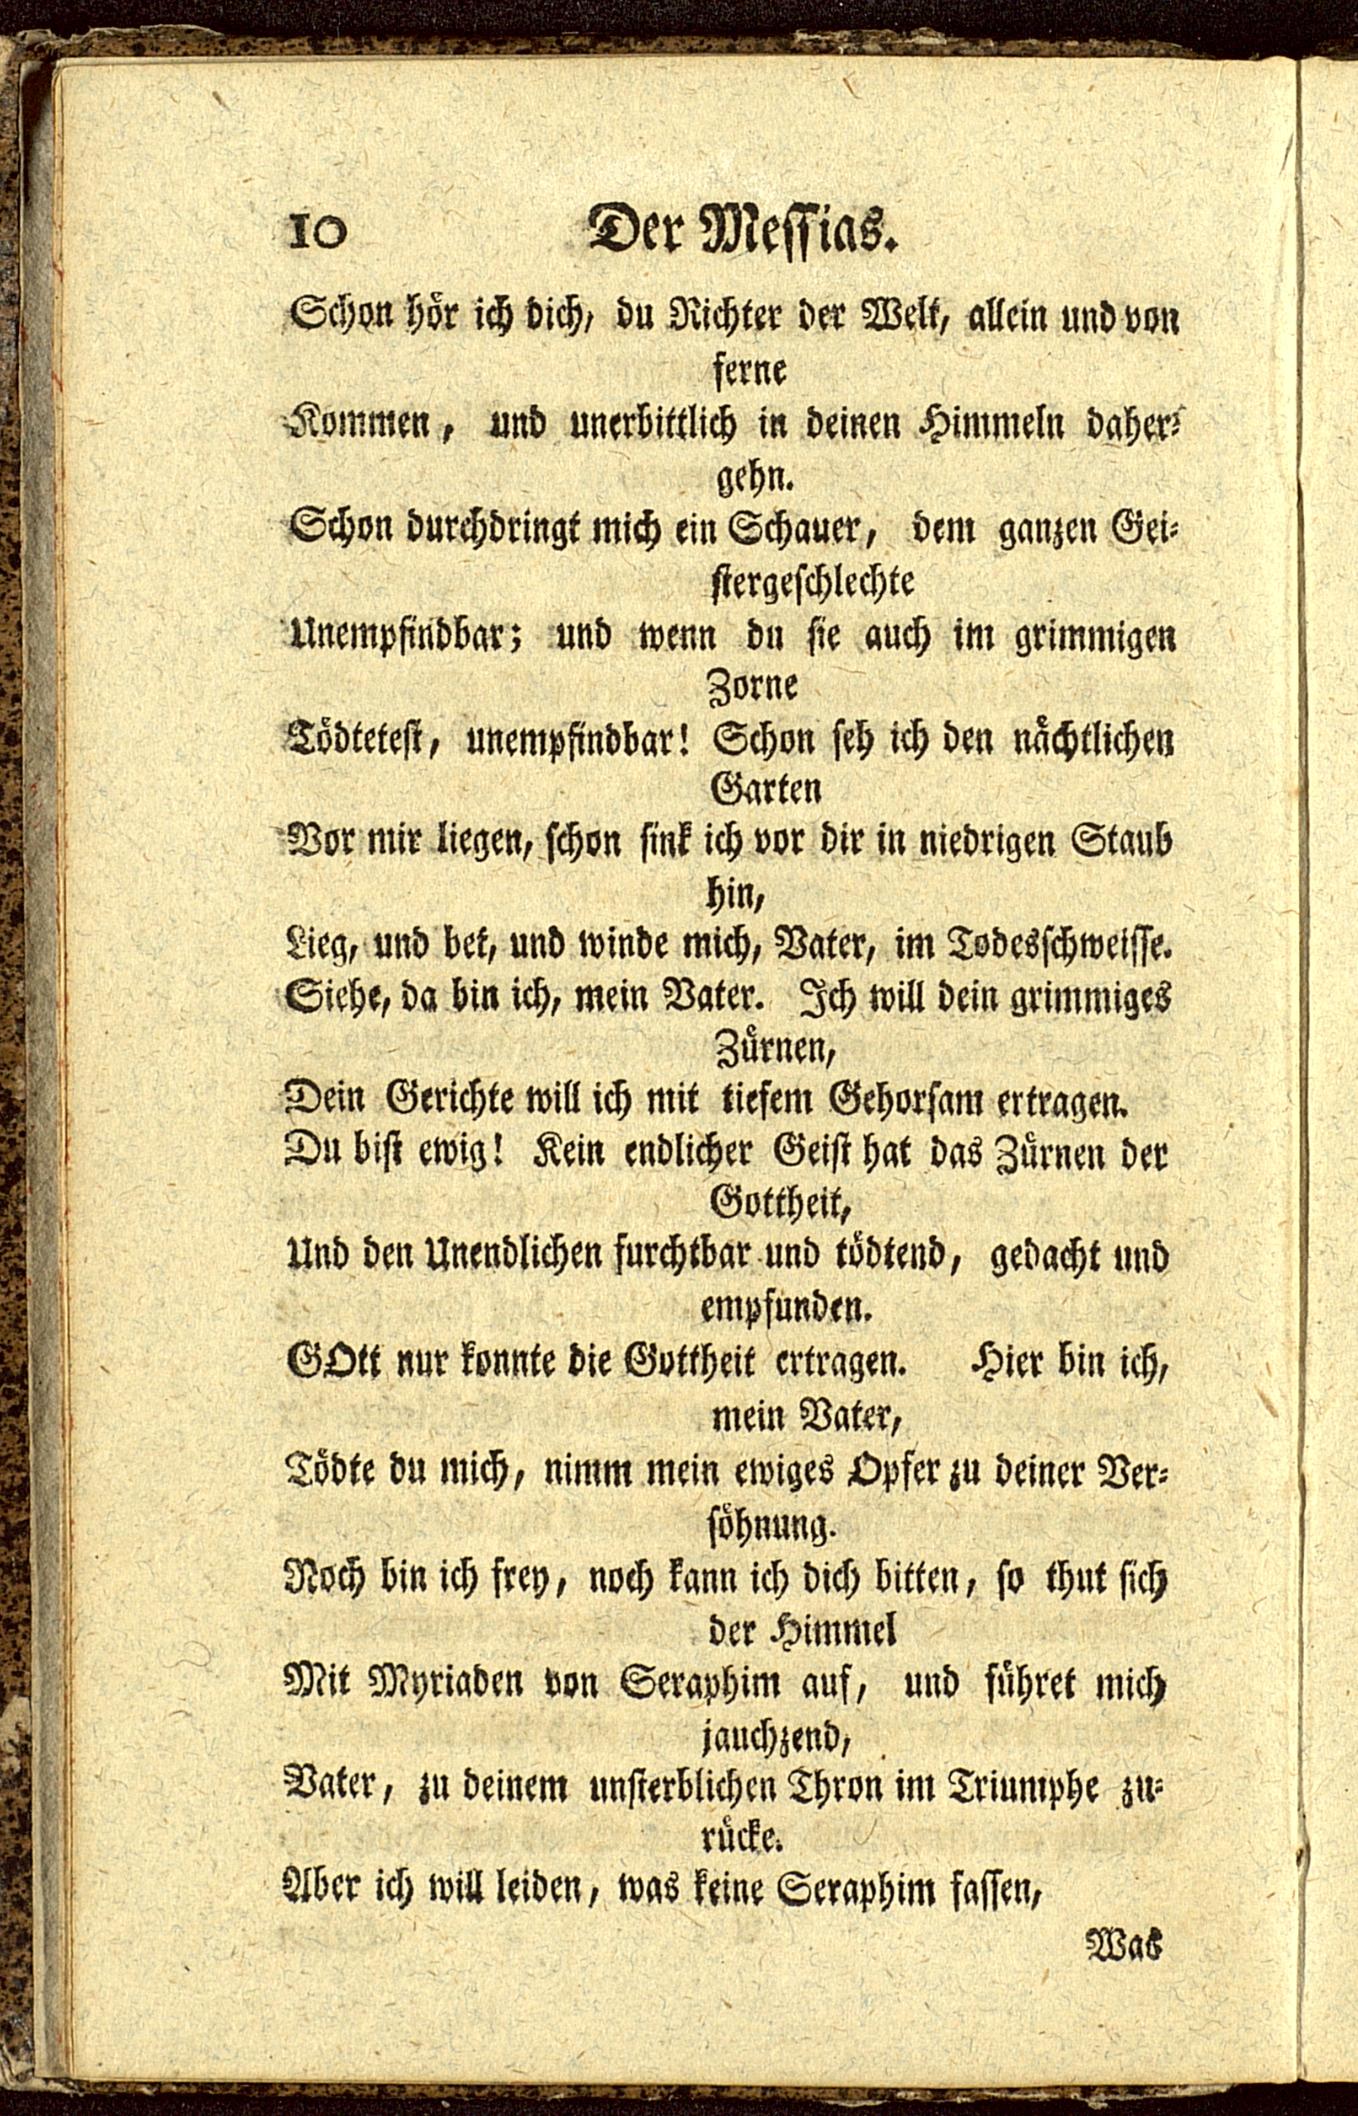 10 Der Messias.
Schon hör ich dich, du Richter der Welt, allein und von
ferne
Kommen, und unerbittlich in deinen Himmeln daher-
gehn.
Schon durchdringt mich ein Schauer, dem ganzen Gei-
stergeschlechte
Unempfindbar; und wenn du sie auch im grimmigen
Zorne
Tödtetest, unempfindbar! Schon seh ich den nächtlichen
Garten
Vor mir liegen, schon sink ich vor dir in niedrigen Staub
hin,
Lieg, und bet, und winde mich, Vater, im Todesschweisse.
Siehe, da bin ich, mein Vater. Ich will dein grimmiges
Zürnen,
Dein Gerichte will ich mit tiefem Gehorsam ertragen.
Du bist ewig! Kein endlicher Geist hat das Zürnen der
Gottheit,
Und den Unendlichen furchtbar und tödtend, gedacht und
empfunden.
GOtt nur konnte die Gottheit ertragen. Hier bin ich,
mein Vater,
Tödte du mich, nimm mein ewiges Opfer zu deiner Ver-
söhnung.
Noch bin ich frey, noch kann ich dich bitten, so thut sich
der Himmel
Mit Myriaden von Seraphim auf, und führet mich
jauchzend,
Vater, zu deinem unsterblichen Thron im Triumphe zu-
rücke.
Aber ich will leiden, was keine Seraphim fassen,
Was